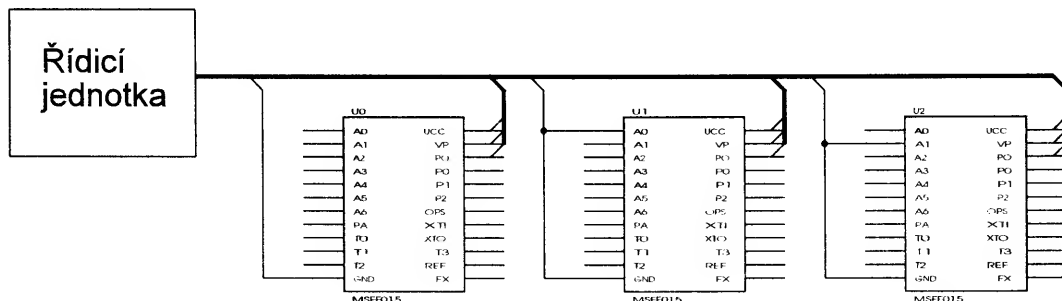 Řídicí
jednotka
U0
A0 UCC
A1 VP
A2 P0
A3 P0
A4 P1
A5 P2
A6 OPS
PA XTI
T0 XTO
T1 T3
T2 REF
GND FX
MSFF015
U1
A0 UCC
A1 VP
A2 P0
A3 P0
A4 P1
A5 P2
A6 OPS
PA XTI
T0 XTO
T1 T3
T2 REF
GND FX
MSFF015
U2
A0 UCC
A1 VP
A2 P0
A3 P0
A4 P1
A5 P2
A6 OPS
PA XTI
T0 XTO
T1 T3
T2 REF
GND FX
MSFF015